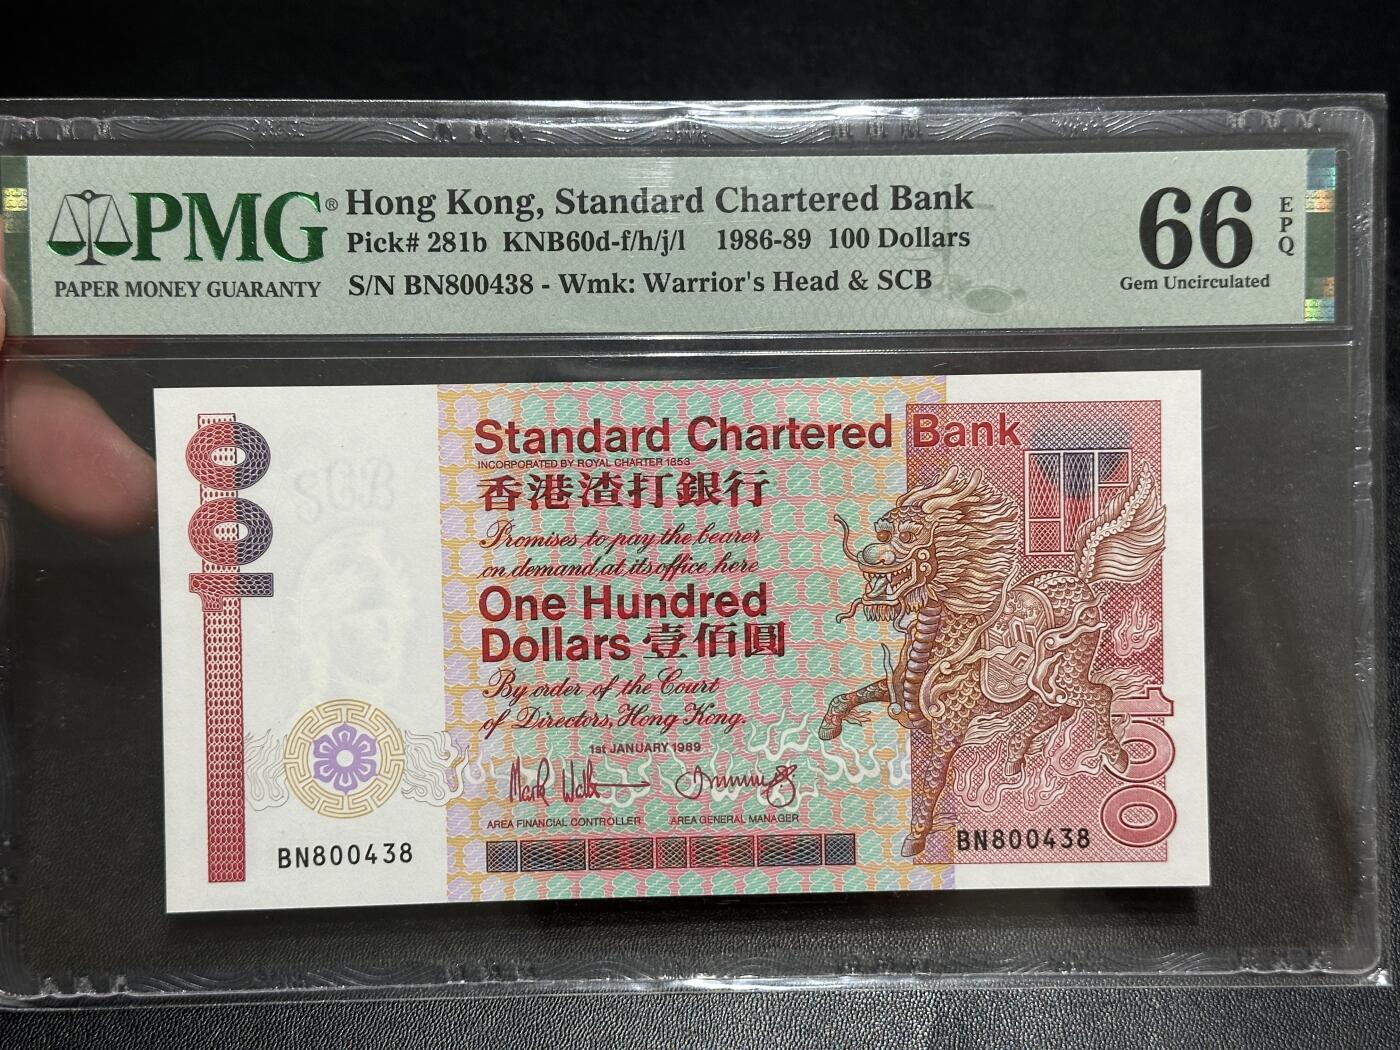 PMG®
PAPER MONEY GUARANTY
Hong Kong, Standard Chartered Bank
Pick# 281b KNB60d-f/h/j/l 1986-89 100 Dollars
S/N BN800438 - Wmk: Warrior's Head & SCB
66
EPQ
Gem Uncirculated
100
SCB
Standard Chartered Bank
INCORPORATED BY ROYAL CHARTER 1853
香港渣打銀行
Promises to pay the bearer
on demand at its office here
One Hundred
Dollars 壹佰圓
By order of the Court
of Directors, Hong Kong.
1st JANUARY 1989
AREA FINANCIAL CONTROLLER AREA GENERAL MANAGER
BN800438
BN800438
100